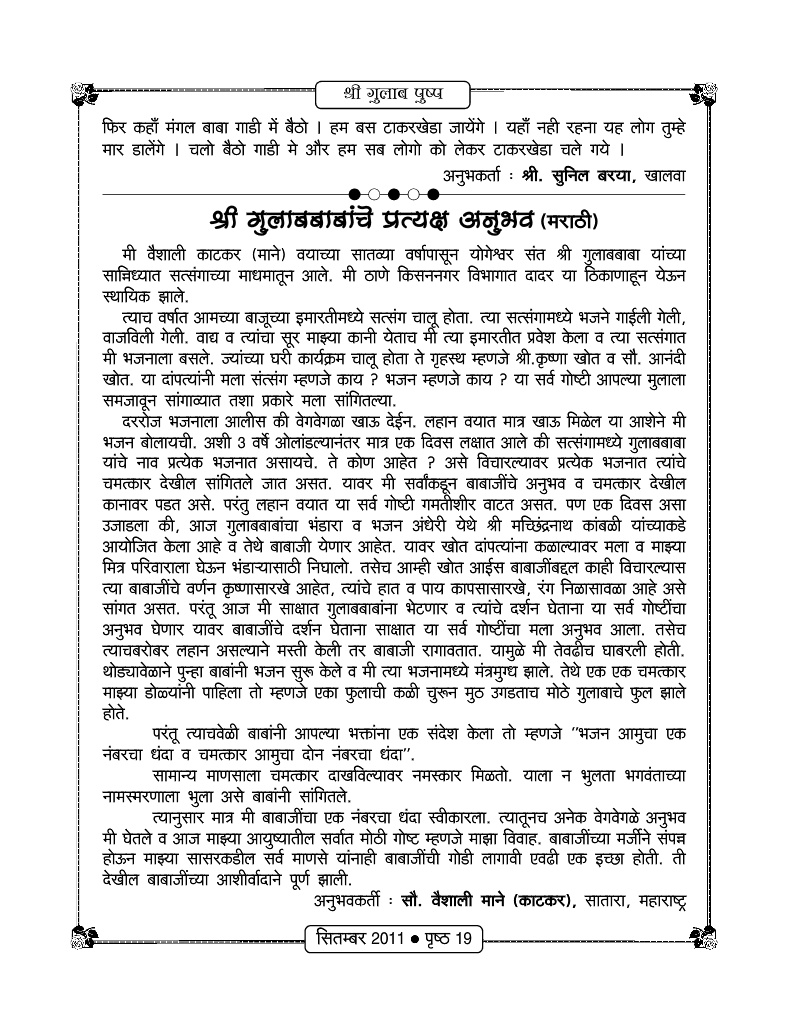 श्री गुलाब पुष्प
फिर कहाँ मंगल बाबा गाडी में बैठो । हम बस टाकरखेडा जायेंगे । यहाँ नही रहना यह लोग तुम्हे
मार डालेंगे । चलो बैठो गाडी मे और हम सब लोगो को लेकर टाकरखेडा चले गये ।
अनुभकर्ता : श्री. सुनिल बरया, खालवा
श्री गुलाबबाबांचे प्रत्यक्ष अनुभव (मराठी)
मी वैशाली काटकर (माने) वयाच्या सातव्या वर्षापासून योगेश्वर संत श्री गुलाबबाबा यांच्या
सान्निध्यात सत्संगाच्या माधमातून आले. मी ठाणे किसननगर विभागात दादर या ठिकाणाहून येऊन
स्थायिक झाले.
त्याच वर्षात आमच्या बाजूच्या इमारतीमध्ये सत्संग चालू होता. त्या सत्संगामध्ये भजने गाईली गेली,
वाजविली गेली. वाद्य व त्यांचा सूर माझ्या कानी येताच मी त्या इमारतीत प्रवेश केला व त्या सत्संगात
मी भजनाला बसले. ज्यांच्या घरी कार्यक्रम चालू होता ते गृहस्थ म्हणजे श्री.कृष्णा खोत व सौ. आनंदी
खोत. या दांपत्यांनी मला संत्संग म्हणजे काय ? भजन म्हणजे काय ? या सर्व गोष्टी आपल्या मुलाला
समजावून सांगाव्यात तशा प्रकारे मला सांगितल्या.
दररोज भजनाला आलीस की वेगवेगळा खाऊ देईन. लहान वयात मात्र खाऊ मिळेल या आशेने मी
भजन बोलायची. अशी 3 वर्षे ओलांडल्यानंतर मात्र एक दिवस लक्षात आले की सत्संगामध्ये गुलाबबाबा
यांचे नाव प्रत्येक भजनात असायचे. ते कोण आहेत ? असे विचारल्यावर प्रत्येक भजनात त्यांचे
चमत्कार देखील सांगितले जात असत. यावर मी सर्वांकडून बाबाजींचे अनुभव व चमत्कार देखील
कानावर पडत असे. परंतु लहान वयात या सर्व गोष्टी गमतीशीर वाटत असत. पण एक दिवस असा
उजाडला की, आज गुलाबबाबांचा भंडारा व भजन अंधेरी येथे श्री मच्छिंद्रनाथ कांबळी यांच्याकडे
आयोजित केला आहे व तेथे बाबाजी येणार आहेत. यावर खोत दांपत्यांना कळाल्यावर मला व माझ्या
मित्र परिवाराला घेऊन भंडाऱ्यासाठी निघालो. तसेच आम्ही खोत आईस बाबाजींबद्दल काही विचारल्यास
त्या बाबाजींचे वर्णन कृष्णासारखे आहेत, त्यांचे हात व पाय कापसासारखे, रंग निळासावळा आहे असे
सांगत असत. परंतू आज मी साक्षात गुलाबबाबांना भेटणार व त्यांचे दर्शन घेताना या सर्व गोष्टींचा
अनुभव घेणार यावर बाबाजींचे दर्शन घेताना साक्षात या सर्व गोष्टींचा मला अनुभव आला. तसेच
त्याचबरोबर लहान असल्याने मस्ती केली तर बाबाजी रागावतात. यामुळे मी तेवढीच घाबरली होती.
थोड्यावेळाने पुन्हा बाबांनी भजन सुरू केले व मी त्या भजनामध्ये मंत्रमुग्ध झाले. तेथे एक एक चमत्कार
माझ्या डोळ्यांनी पाहिला तो म्हणजे एका फुलाची कळी चुरून मुठ उगडताच मोठे गुलाबाचे फुल झाले
होते.
परंतू त्याचवेळी बाबांनी आपल्या भक्तांना एक संदेश केला तो म्हणजे ''भजन आमुचा एक
नंबरचा धंदा व चमत्कार आमुचा दोन नंबरचा धंदा''.
सामान्य माणसाला चमत्कार दाखविल्यावर नमस्कार मिळतो. याला न भुलता भगवंताच्या
नामस्मरणाला भुला असे बाबांनी सांगितले.
त्यानुसार मात्र मी बाबाजींचा एक नंबरचा धंदा स्वीकारला. त्यातूनच अनेक वेगवेगळे अनुभव
मी घेतले व आज माझ्या आयुष्यातील सर्वात मोठी गोष्ट म्हणजे माझा विवाह. बाबाजींच्या मर्जीने संपन्न
होऊन माझ्या सासरकडील सर्व माणसे यांनाही बाबाजींची गोडी लागावी एवढी एक इच्छा होती. ती
देखील बाबाजींच्या आशीर्वादाने पूर्ण झाली.
अनुभवकर्ती : सौ. वैशाली माने (काटकर), सातारा, महाराष्ट्र
सितम्बर 2011 ● पृष्ठ 19